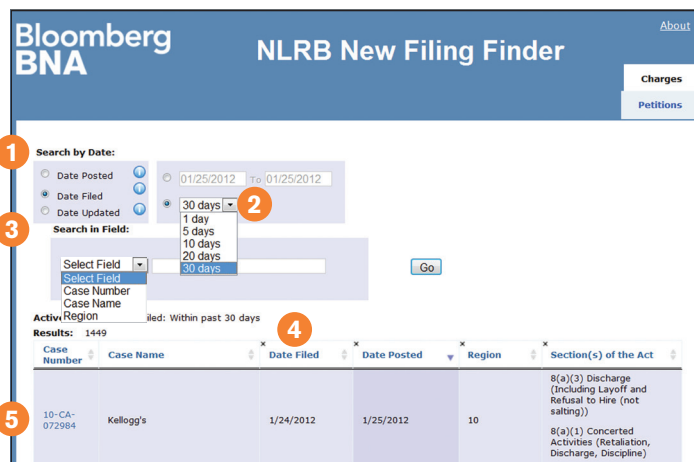 Bloomberg
BNA
NLRB New Filing Finder
About
Charges
Petitions
1
Search by Date:
Date Posted
Date Filed
Date Updated
01/25/2012 To 01/25/2012
30 days
2
1 day
5 days
10 days
20 days
30 days
3
Search in Field:
Select Field
Go
Select Field
Case Number
Case Name
Region
Activ iled: Within past 30 days
Results: 1449
4
Case
Number
Case Name
Date Filed
Date Posted
Region
Section(s) of the Act
5
10-CA-
072984
Kellogg's
1/24/2012
1/25/2012
10
8(a)(3) Discharge
(Including Layoff and
Refusal to Hire (not
salting))
8(a)(1) Concerted
Activities (Retaliation,
Discharge, Discipline)